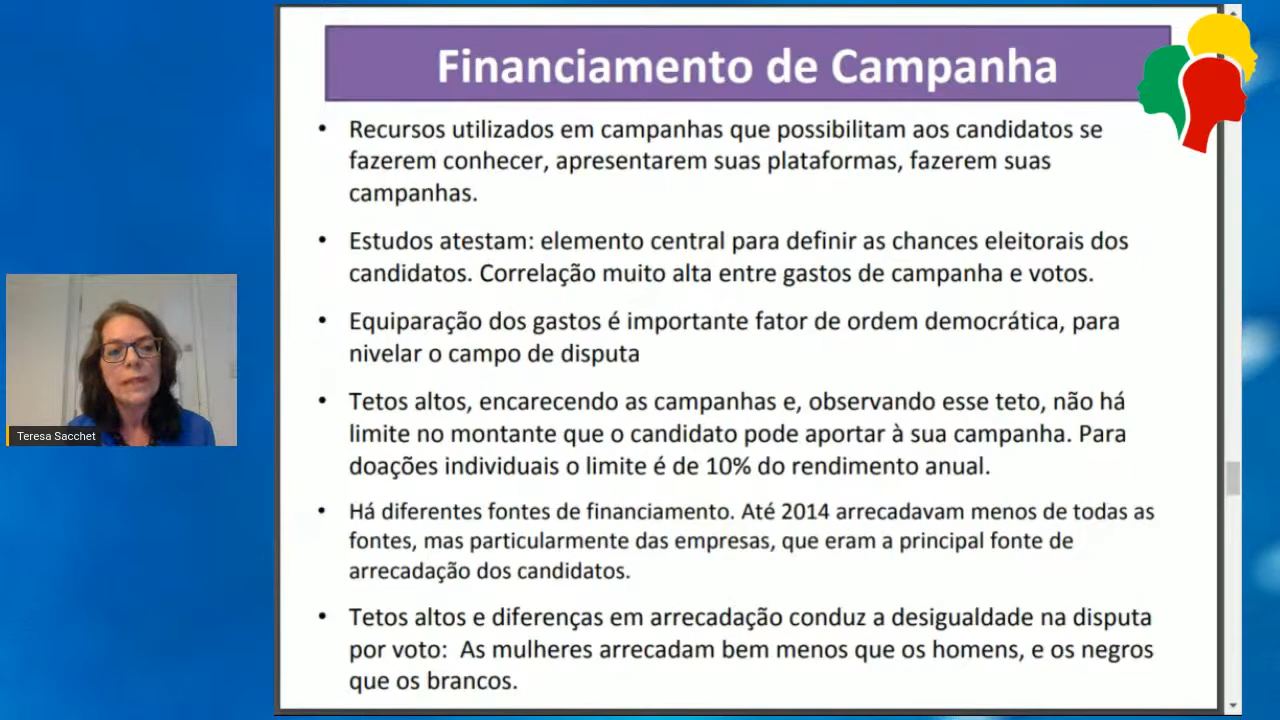 Financiamento de Campanha
• Recursos utilizados em campanhas que possibilitam aos candidatos se
fazerem conhecer, apresentarem suas plataformas, fazerem suas
campanhas.
• Estudos atestam: elemento central para definir as chances eleitorais dos
candidatos. Correlação muito alta entre gastos de campanha e votos.
• Equiparação dos gastos é importante fator de ordem democrática, para
nivelar o campo de disputa
• Tetos altos, encarecendo as campanhas e, observando esse teto, não há
limite no montante que o candidato pode aportar à sua campanha. Para
doações individuais o limite é de 10% do rendimento anual.
• Há diferentes fontes de financiamento. Até 2014 arrecadavam menos de todas as
fontes, mas particularmente das empresas, que eram a principal fonte de
arrecadação dos candidatos.
• Tetos altos e diferenças em arrecadação conduz a desigualdade na disputa
por voto: As mulheres arrecadam bem menos que os homens, e os negros
que os brancos.
Teresa Sacchet